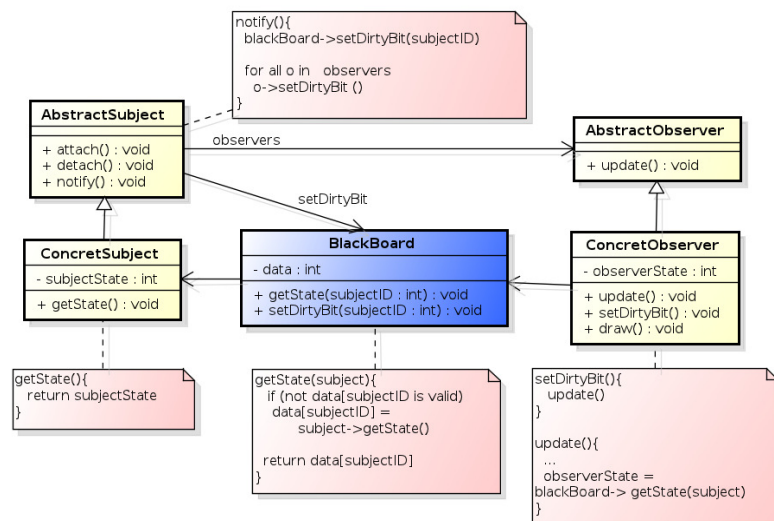 notify(){
blackBoard->setDirtyBit(subjectID)
for all o in observers
o->setDirtyBit ()
}
AbstractSubject
+ attach() : void
+ detach() : void
+ notify() : void
observers
AbstractObserver
+ update() : void
setDirtyBit
ConcretSubject
- subjectState : int
+ getState() : void
BlackBoard
- data : int
+ getState(subjectID : int) : void
+ setDirtyBit(subjectID : int) : void
ConcretObserver
- observerState : int
+ update() : void
+ setDirtyBit() : void
+ draw() : void
getState(){
return subjectState
}
getState(subject){
if (not data[subjectID is valid)
data[subjectID] =
subject->getState()
return data[subjectID]
}
setDirtyBit(){
update()
}
update(){
...
observerState =
blackBoard-> getState(subject)
}